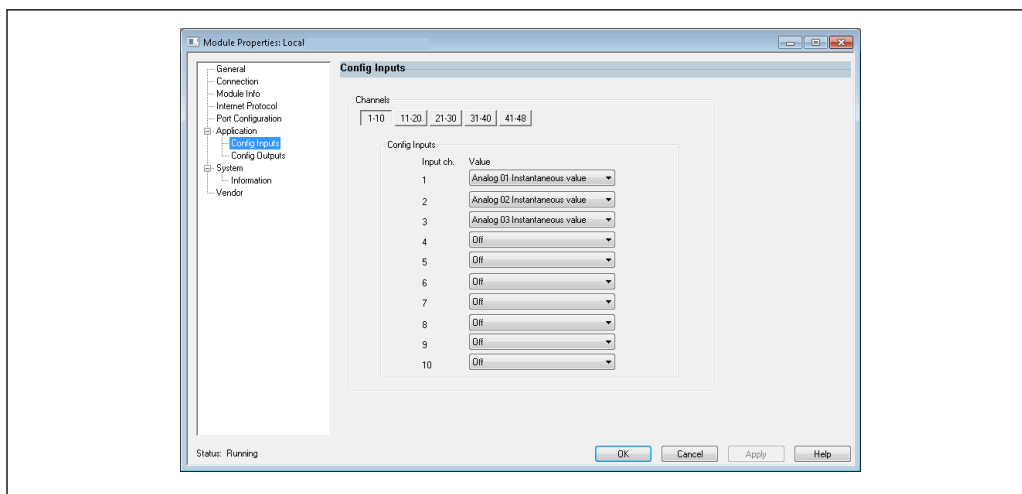 Module Properties: Local
General
Connection
Module Info
Internet Protocol
Port Configuration
Application
Config Inputs
Config Outputs
System
Information
Vendor
Config Inputs
Channels
1-10 11-20 21-30 31-40 41-48
Config Inputs
Input ch. Value
1 Analog 01 Instantaneous value
2 Analog 02 Instantaneous value
3 Analog 03 Instantaneous value
4 Off
5 Off
6 Off
7 Off
8 Off
9 Off
10 Off
Status: Running
OK Cancel Apply Help